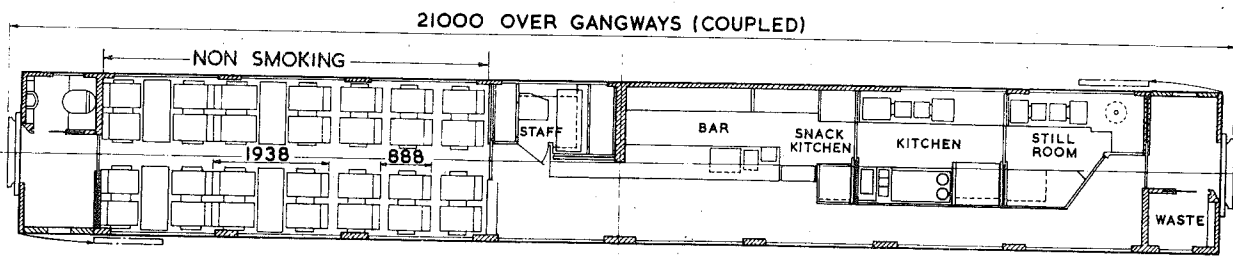 21000 OVER GANGWAYS (COUPLED)
NON SMOKING
STAFF
BAR
SNACK
KITCHEN
KITCHEN
STILL
ROOM
1938
888
WASTE